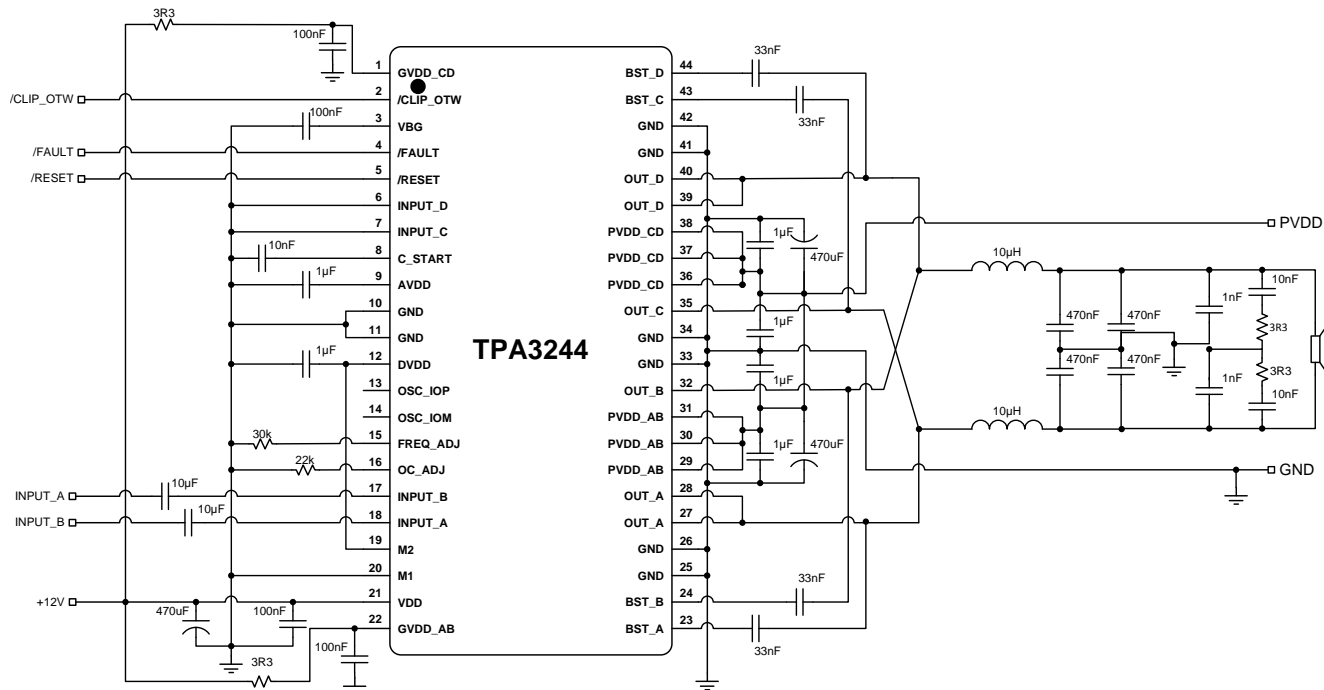 3R3
100nF
1
GVDD_CD
/CLIP_OTW
2
/CLIP_OTW
100nF
3
VBG
/FAULT
4
/FAULT
/RESET
5
/RESET
6
INPUT_D
7
INPUT_C
10nF
8
C_START
1µF
9
AVDD
10
GND
11
GND
1µF
12
DVDD
13
OSC_IOP
14
OSC_IOM
30k
15
FREQ_ADJ
22k
16
OC_ADJ
INPUT_A
10µF
17
INPUT_B
INPUT_B
10µF
18
INPUT_A
19
M2
20
M1
+12V
21
VDD
470uF
100nF
22
GVDD_AB
100nF
3R3
TPA3244
BST_D
44
33nF
BST_C
43
33nF
GND
42
GND
41
OUT_D
40
OUT_D
39
PVDD_CD
38
PVDD_CD
37
PVDD_CD
36
OUT_C
35
GND
34
GND
33
OUT_B
32
PVDD_AB
31
PVDD_AB
30
PVDD_AB
29
OUT_A
28
OUT_A
27
GND
26
GND
25
BST_B
24
33nF
BST_A
23
33nF
1µF
470uF
1µF
1µF
1µF
470uF
PVDD
10µH
10nF
1nF
470nF
470nF
3R3
470nF
470nF
3R3
1nF
10nF
10µH
GND